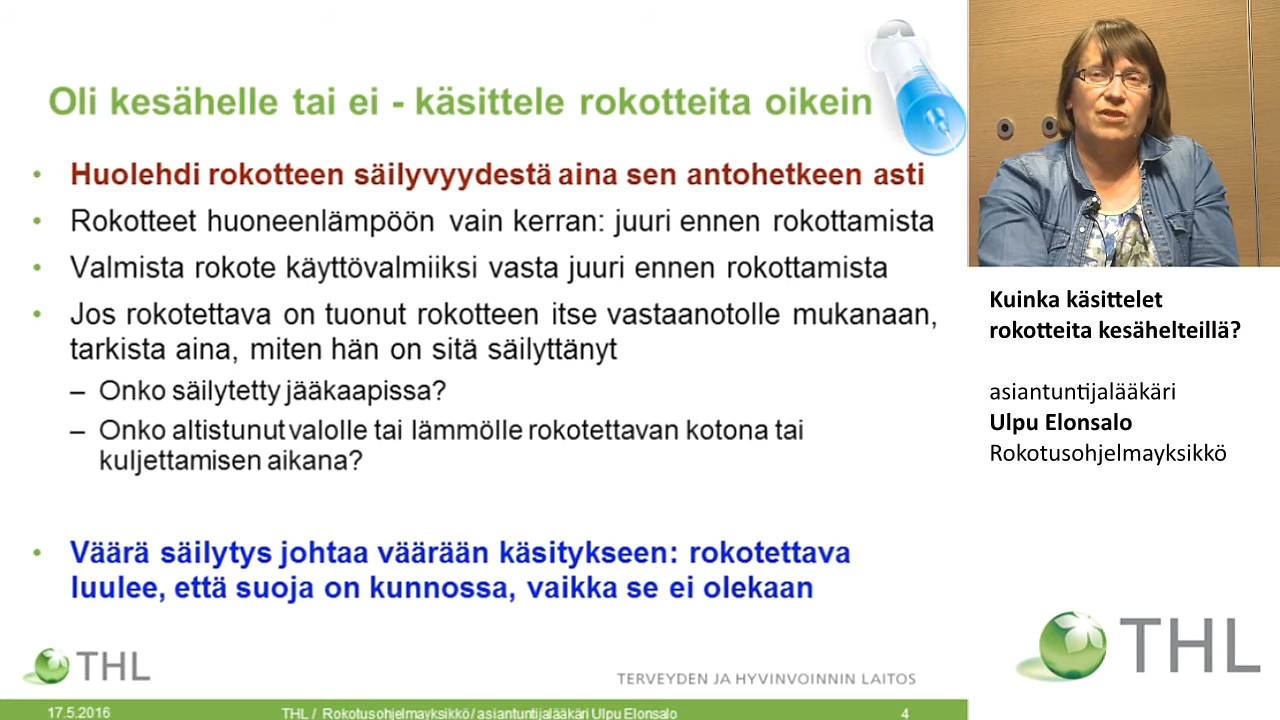 Oli kesähelle tai ei - käsittele rokotteita oikein
• Huolehdi rokotteen säilyvyydestä aina sen antohetkeen asti
• Rokotteet huoneenlämpöön vain kerran: juuri ennen rokottamista
• Valmista rokote käyttövalmiiksi vasta juuri ennen rokottamista
• Jos rokotettava on tuonut rokotteen itse vastaanotolle mukanaan,
tarkista aina, miten hän on sitä säilyttänyt
– Onko säilytetty jääkaapissa?
– Onko altistunut valolle tai lämmölle rokotettavan kotona tai
kuljettamisen aikana?
• Väärä säilytys johtaa väärään käsitykseen: rokotettava
luulee, että suoja on kunnossa, vaikka se ei olekaan
THL
TERVEYDEN JA HYVINVOINNIN LAITOS
17.5.2016
THL / Rokotusohjelmayksikkö/ asiantuntijalääkäri Ulpu Elonsalo
4
Kuinka käsittelet
rokotteita kesähelteillä?
asiantuntijalääkäri
Ulpu Elonsalo
Rokotusohjelmayksikkö
THL